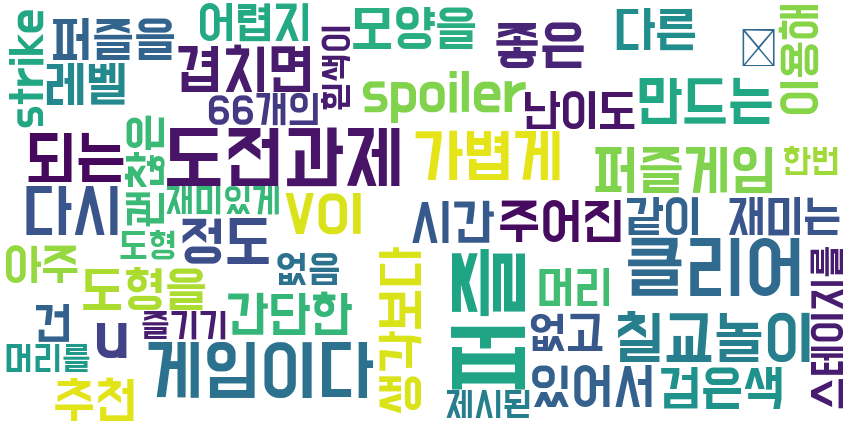 strike
퍼즐을
어렵지
모양을
좋은
다른
이용해
레벨
겹치면
흰색이
66개의
spoiler
난이도
만드는
되는
괜찮은
도전과제
가볍게
퍼즐게임
한번
다시
재미있게
VOI
시간
주어진
같이
재미는
도형
정도
아주
도형을
없음
생각보다
퍼즐
머리
클리어
스테이지를
건
u
즐기기
간단한
없고
칠교놀이
머리를
게임이다
추천
제시된
있어서
검은색